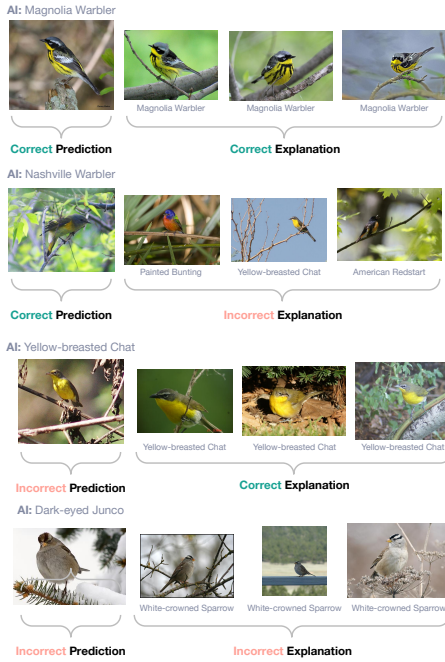 AI: Magnolia Warbler
Magnolia Warbler Magnolia Warbler Magnolia Warbler
Correct Prediction Correct Explanation
AI: Nashville Warbler
Painted Bunting Yellow-breasted Chat American Redstart
Correct Prediction Incorrect Explanation
AI: Yellow-breasted Chat
Yellow-breasted Chat Yellow-breasted Chat Yellow-breasted Chat
Incorrect Prediction Correct Explanation
AI: Dark-eyed Junco
White-crowned Sparrow White-crowned Sparrow White-crowned Sparrow
Incorrect Prediction Incorrect Explanation